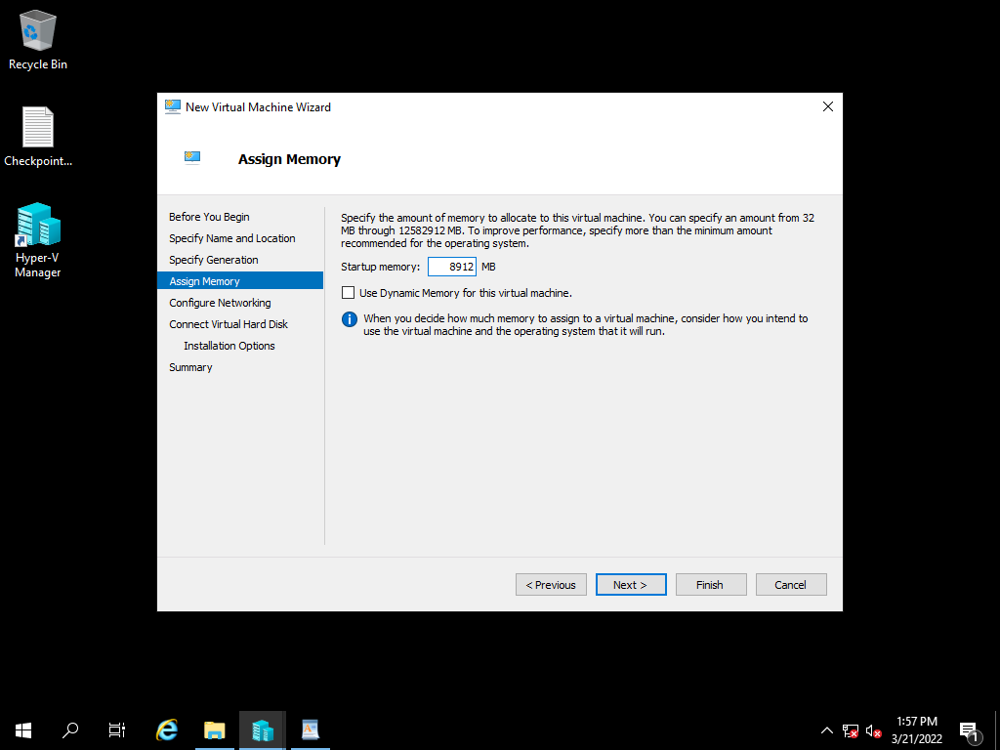 Recycle Bin
Checkpoint...
Hyper-V
Manager
New Virtual Machine Wizard
Assign Memory
Before You Begin
Specify Name and Location
Specify Generation
Assign Memory
Configure Networking
Connect Virtual Hard Disk
Installation Options
Summary
Specify the amount of memory to allocate to this virtual machine. You can specify an amount from 32
MB through 12582912 MB. To improve performance, specify more than the minimum amount
recommended for the operating system.
Startup memory: 8912 MB
Use Dynamic Memory for this virtual machine.
When you decide how much memory to assign to a virtual machine, consider how you intend to
use the virtual machine and the operating system that it will run.
< Previous
Next >
Finish
Cancel
1:57 PM
3/21/2022
1